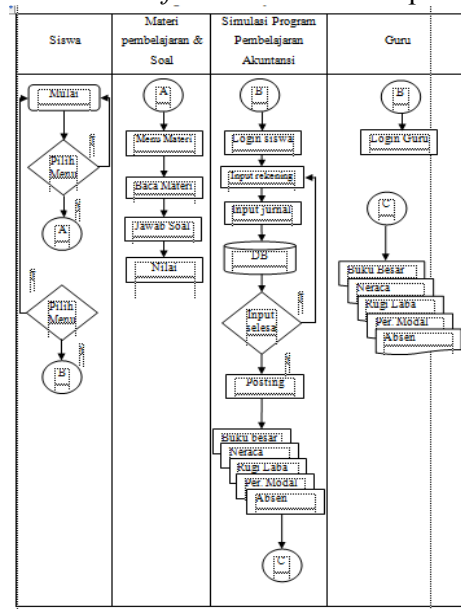 Siswa
Materi
pembelajaran &
Soal
Simulasi Program
Pembelajaran
Akuntansi
Guru
Mulai
Pilih
Menu
A
Pilih
Menu
B
A
Menu Materi
Baca Materi
Jawab Soal
Nilai
B
Login siswa
Input rekening
Input jurnal
DB
Input
selesa
Posting
Buku besar
Neraca
Rugi Laba
Per. Modal
Absen
C
B
Login Guru
C
Buku Besar
Neraca
Rugi Laba
Per. Modal
Absen